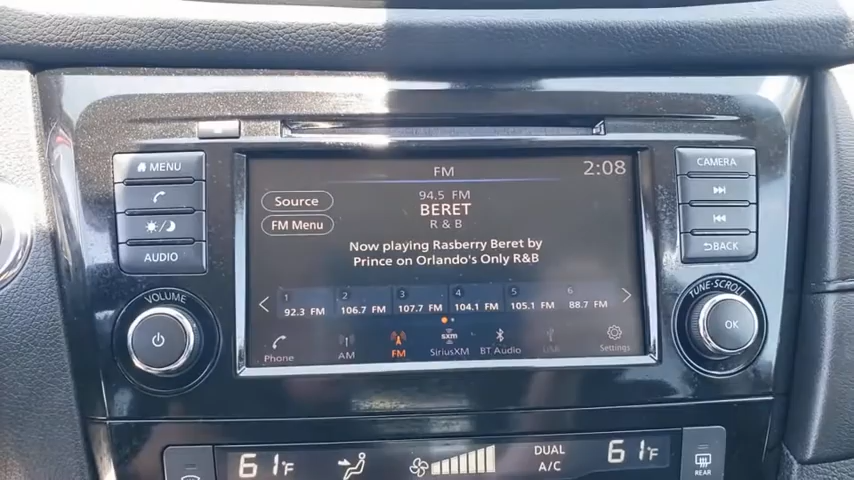 FM
2:08
MENU
CAMERA
94.5 FM
Source
BERET
R & B
FM Menu
Now playing Rasberry Beret by
Prince on Orlando's Only R&B
AUDIO
BACK
1 2 3 4 5 6
92.3 FM 106.7 FM 107.7 FM 104.1 FM 105.1 FM 88.7 FM
VOLUME
TUNE·SCROLL
OK
sxm
Phone AM FM SiriusXM BT Audio USB Settings
61°F
DUAL
A/C
61°F
REAR